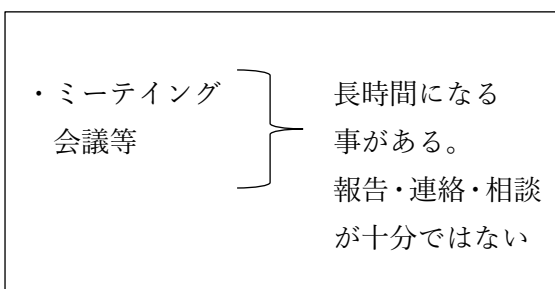 ・ミーテイング
会議等
長時間になる
事がある。
報告・連絡・相談
が十分ではない